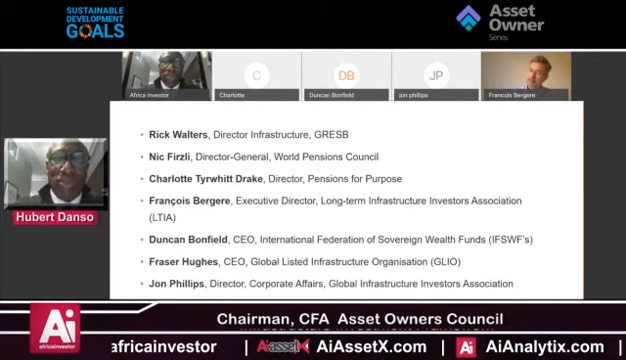 SUSTAINABLE
DEVELOPMENT
GOALS
Asset
Owner
Series
C
DB
JP
Africa investor
Charlotte
Duncan Bonfield
jon phillips
Francois Bergere
• Rick Walters, Director Infrastructure, GRESB
• Nic Firzli, Director-General, World Pensions Council
• Charlotte Tyrwhitt Drake, Director, Pensions for Purpose
• François Bergere, Executive Director, Long-term Infrastructure Investors Association
(LTIA)
• Duncan Bonfield, CEO, International Federation of Sovereign Wealth Funds (IFSWF's)
• Fraser Hughes, CEO, Global Listed Infrastructure Organisation (GLIO)
• Jon Phillips, Director, Corporate Affairs, Global Infrastructure Investors Association
Hubert Danso
Ai
africainvestor
Chairman, CFA Asset Owners Council
africainvestor | AiassetX AiAssetX.com | Ai AiAnalytix.com |